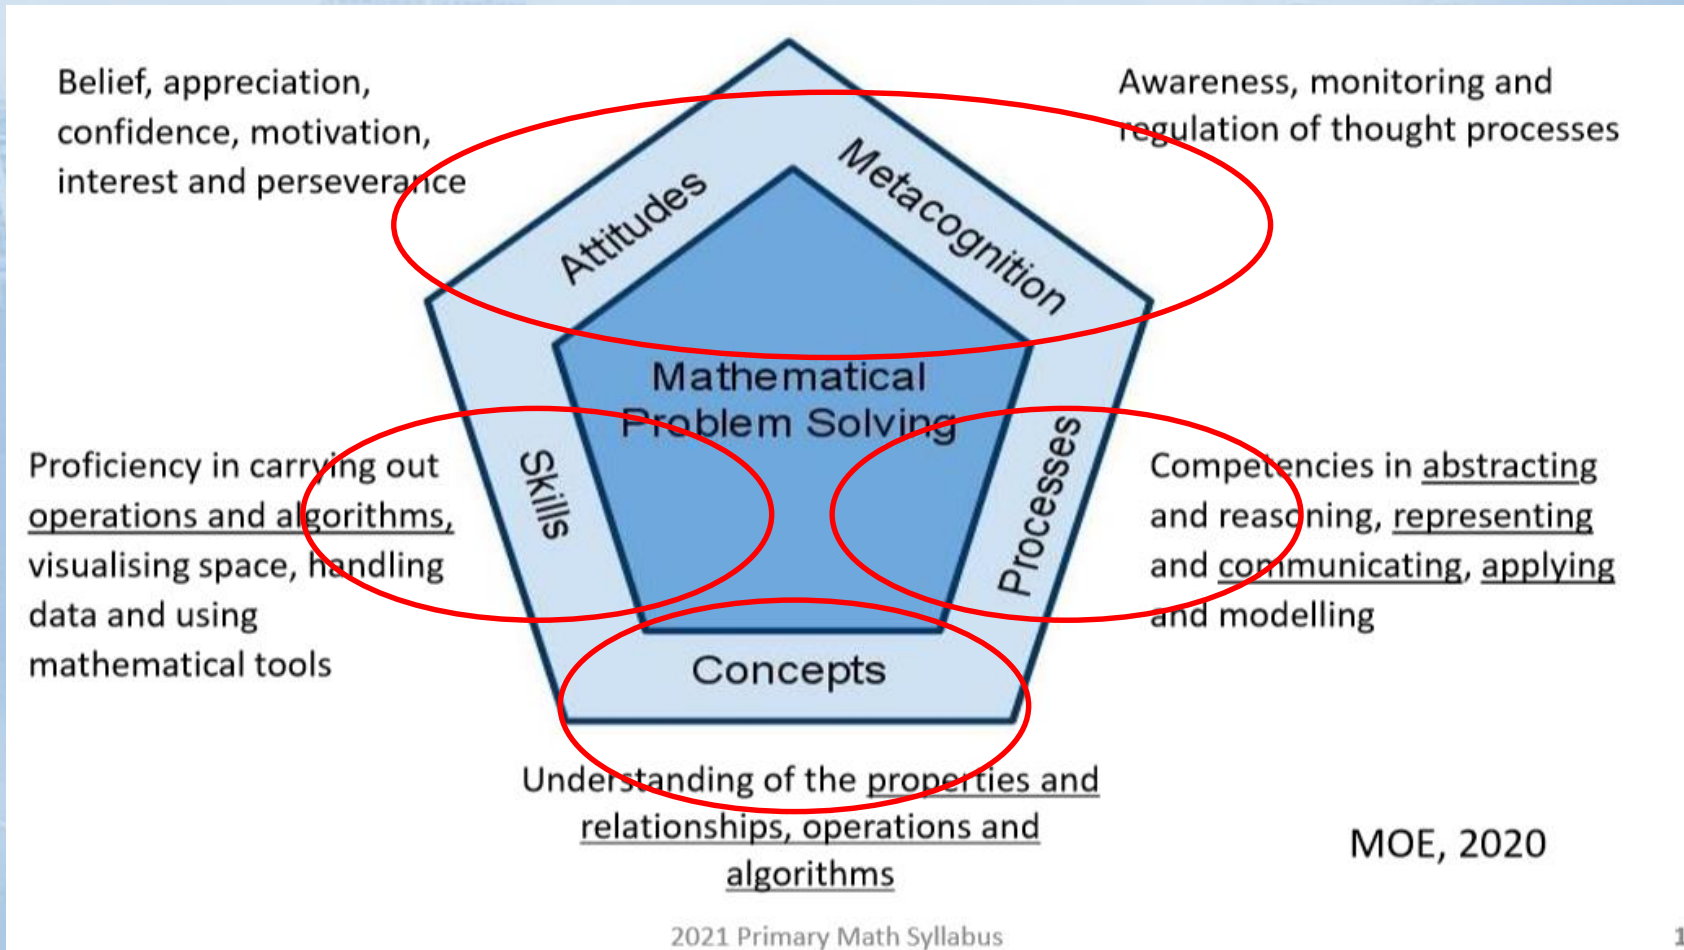 Belief, appreciation,
confidence, motivation,
interest and perseverance
Awareness, monitoring and
regulation of thought processes
Attitudes
Metacognition
Mathematical
Problem Solving
Skills
Processes
Concepts
Proficiency in carrying out
operations and algorithms,
visualising space, handling
data and using
mathematical tools
Competencies in abstracting
and reasoning, representing
and communicating, applying
and modelling
Understanding of the properties and
relationships, operations and
algorithms
MOE, 2020
2021 Primary Math Syllabus